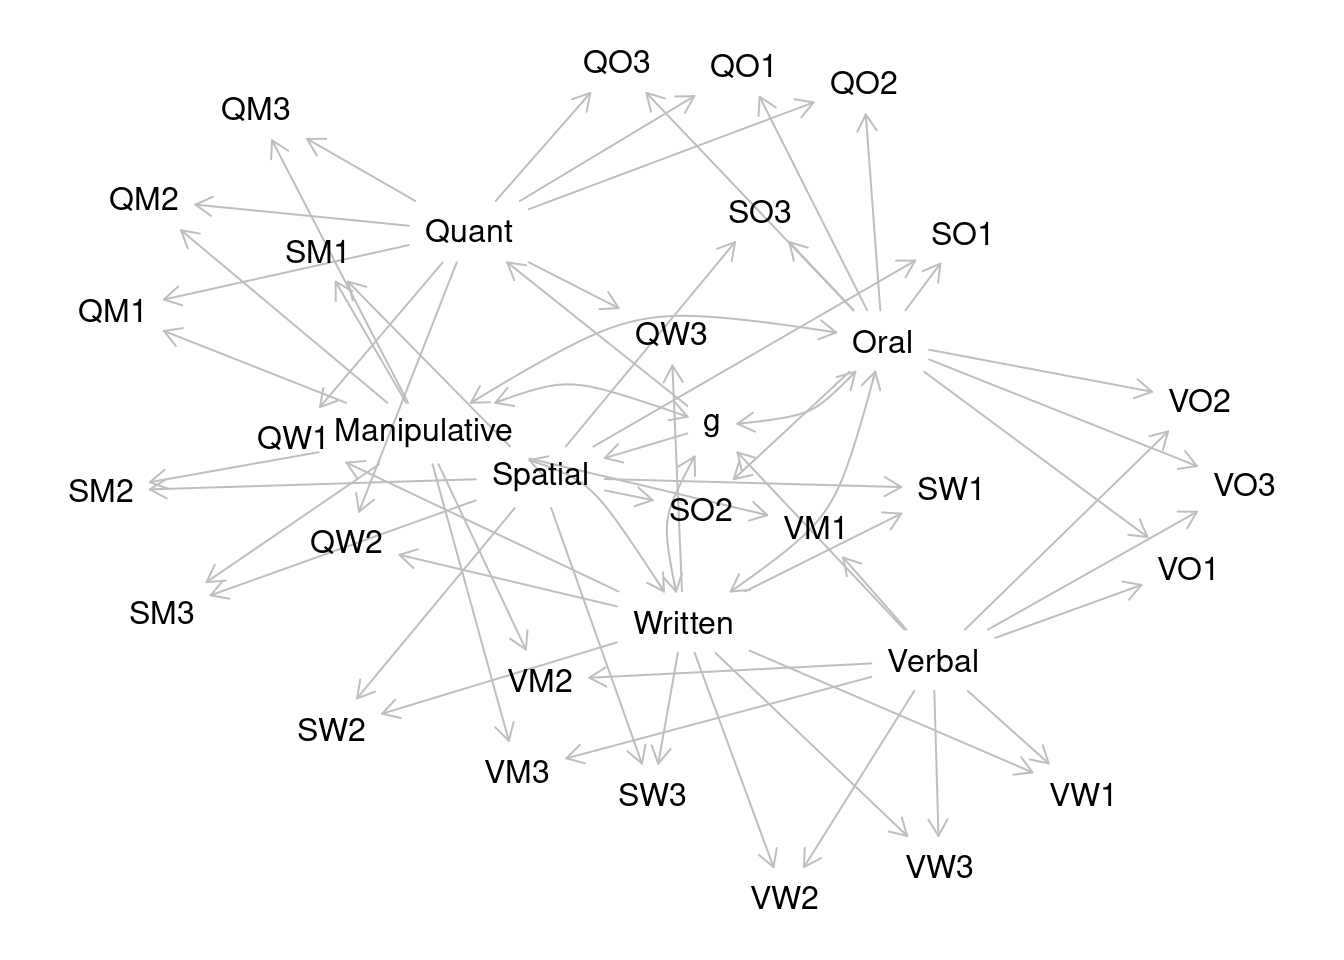 QO3
QO1
QO2
QM3
QM2
SO3
Quant
SO1
SM1
QM1
QW3
Oral
VO2
g
Manipulative
QW1
Spatial
VO3
SW1
SM2
SO2
VM1
QW2
VO1
SM3
Written
Verbal
VM2
SW2
VM3
SW3
VW1
VW3
VW2